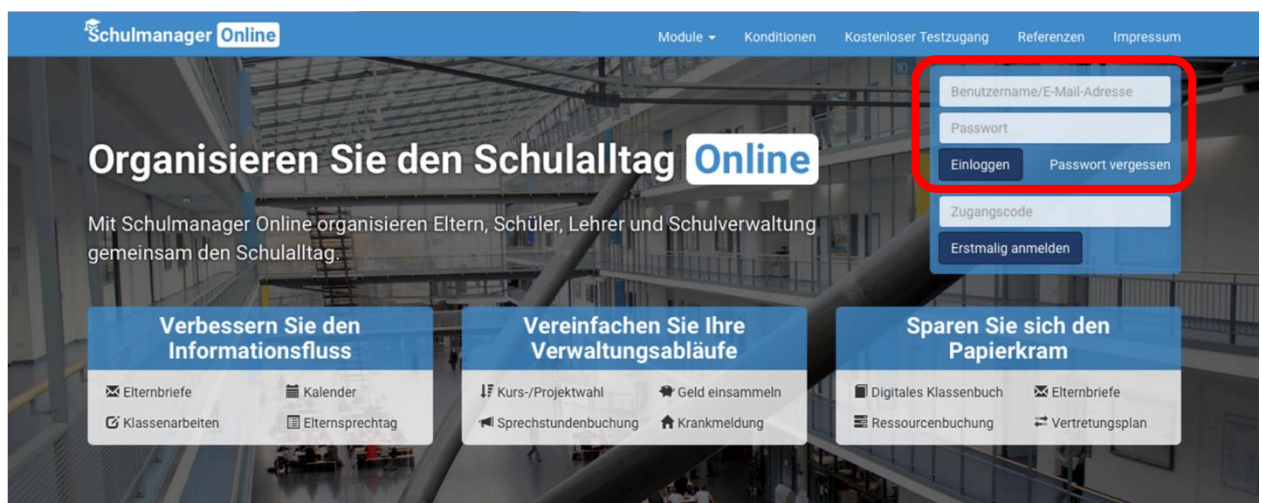 Schulmanager Online
Module Konditionen Kostenloser Testzugang Referenzen Impressum
10
Benutzername/E-Mail-Adresse
Passwort
Einloggen Passwort vergessen
Zugangscode
Erstmalig anmelden
Organisieren Sie den Schulalltag Online
Mit Schulmanager Online organisieren Eltern, Schüler, Lehrer und Schulverwaltung
gemeinsam den Schulalltag.
Verbessern Sie den
Informationsfluss
Elternbriefe Kalender
Klassenarbeiten Elternsprechtag
Vereinfachen Sie Ihre
Verwaltungsabläufe
Kurs-/Projektwahl Geld einsammeln
Sprechstundenbuchung Krankmeldung
Sparen Sie sich den
Papierkram
Digitales Klassenbuch Elternbriefe
Ressourcenbuchung Vertretungsplan